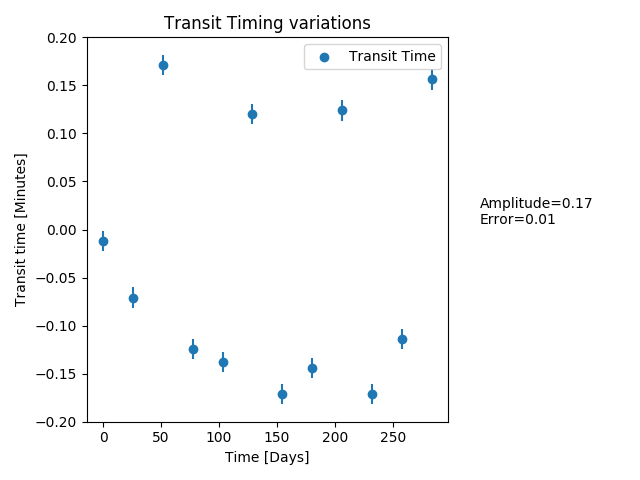 Transit Timing variations
Transit Time
0.20
0.15
0.10
0.05
0.00
−0.05
−0.10
−0.15
−0.20
Transit time [Minutes]
0
50
100
150
200
250
Time [Days]
Amplitude=0.17
Error=0.01